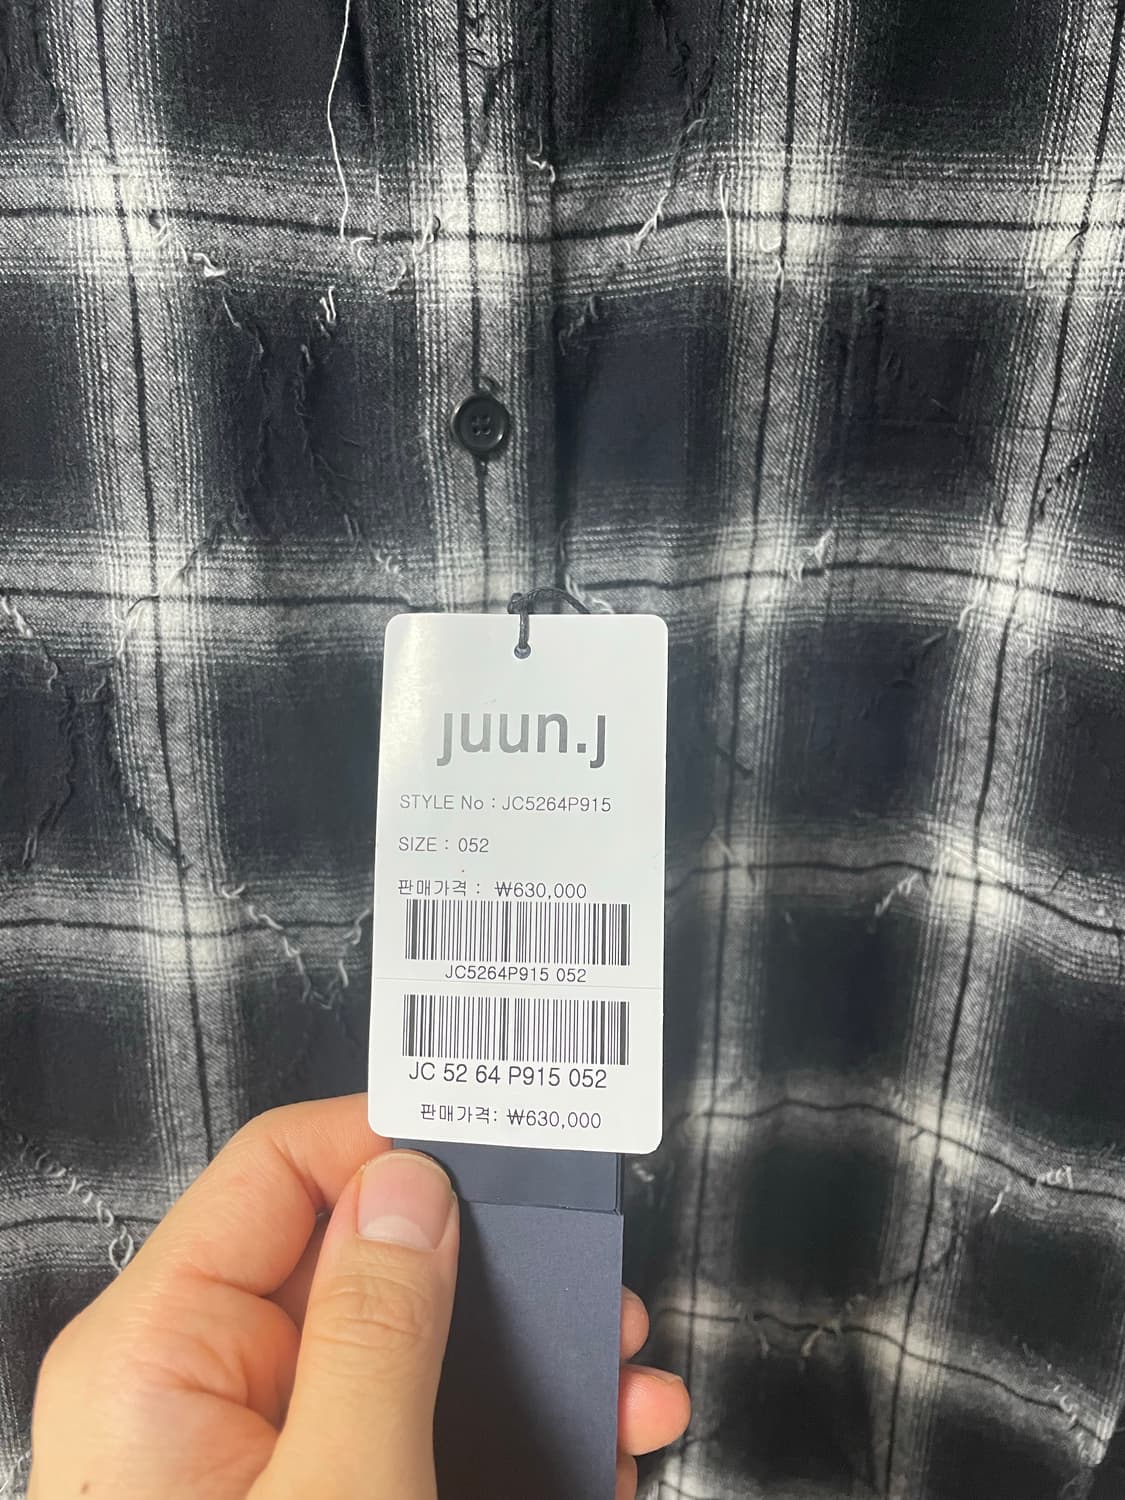 juun.j
STYLE No : JC5264P915
SIZE : 052
판매가격 : ₩630,000
JC5264P915 052
JC 52 64 P915 052
판매가격: ₩630,000